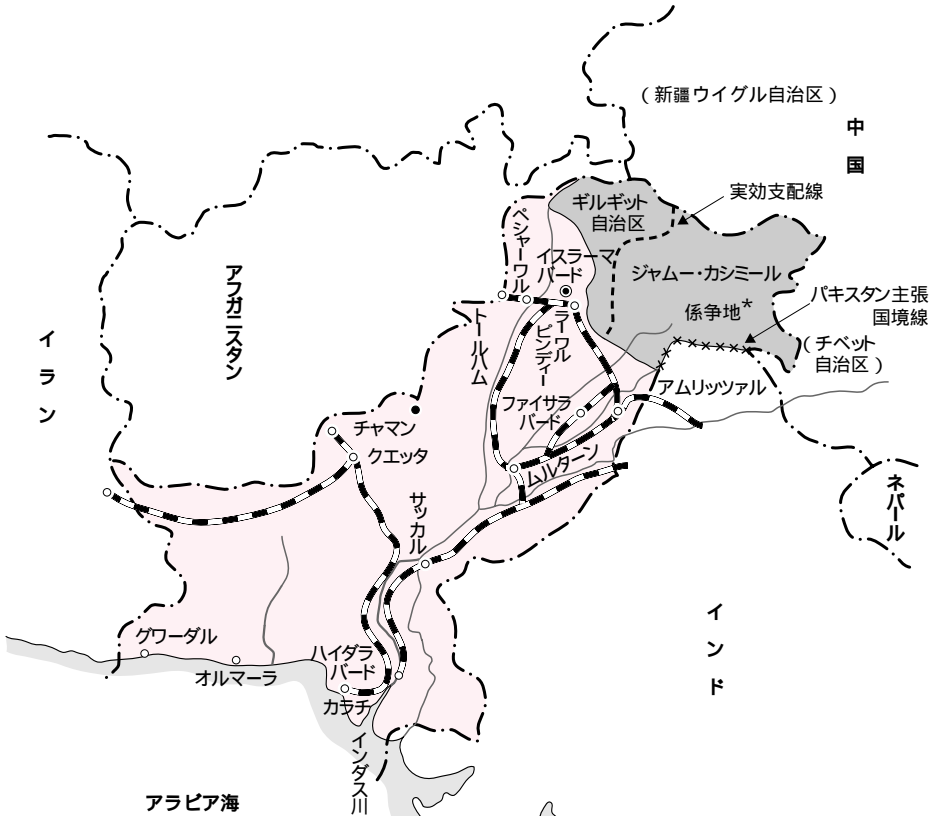 (新疆ウイグル自治区)
中国
実効支配線
ギルギット
自治区
ペシャーワル
イスラーマ
バード
ジャムー・カシミール
係争地*
パキスタン主張
国境線
(チベット
自治区)
アフガニスタン
イラン
トールハム
ラーワル
ピンディー
アムリッツァル
ファイサラ
バード
チャマン
クエッタ
ムルターン
サッカル
ネパール
インド
グワーダル
オルマーラ
ハイダラ
バード
カラチ
インダス川
アラビア海